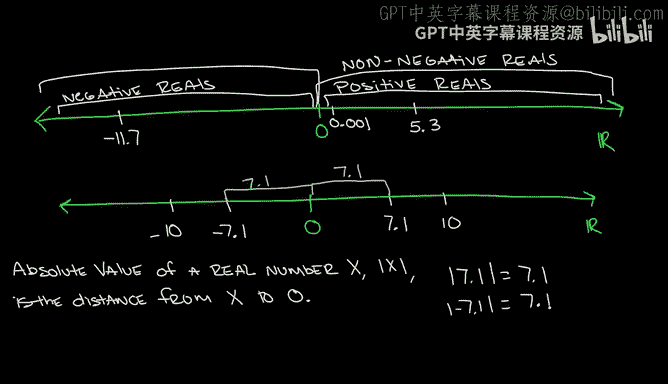 GPT中英字幕课程资源@bilibili.com
GPT中英字幕课程资源 bilibili
NON-NEGATIVE REALS
NEGATIVE REALS POSITIVE REALS
-11.7 0 0.001 5.3 ℝ
7.1 7.1
-10 -7.1 0 7.1 10 ℝ
Absolute Value of a REAL number X, |X|,
is the distance from X to 0.
|7.1| = 7.1
|-7.1| = 7.1